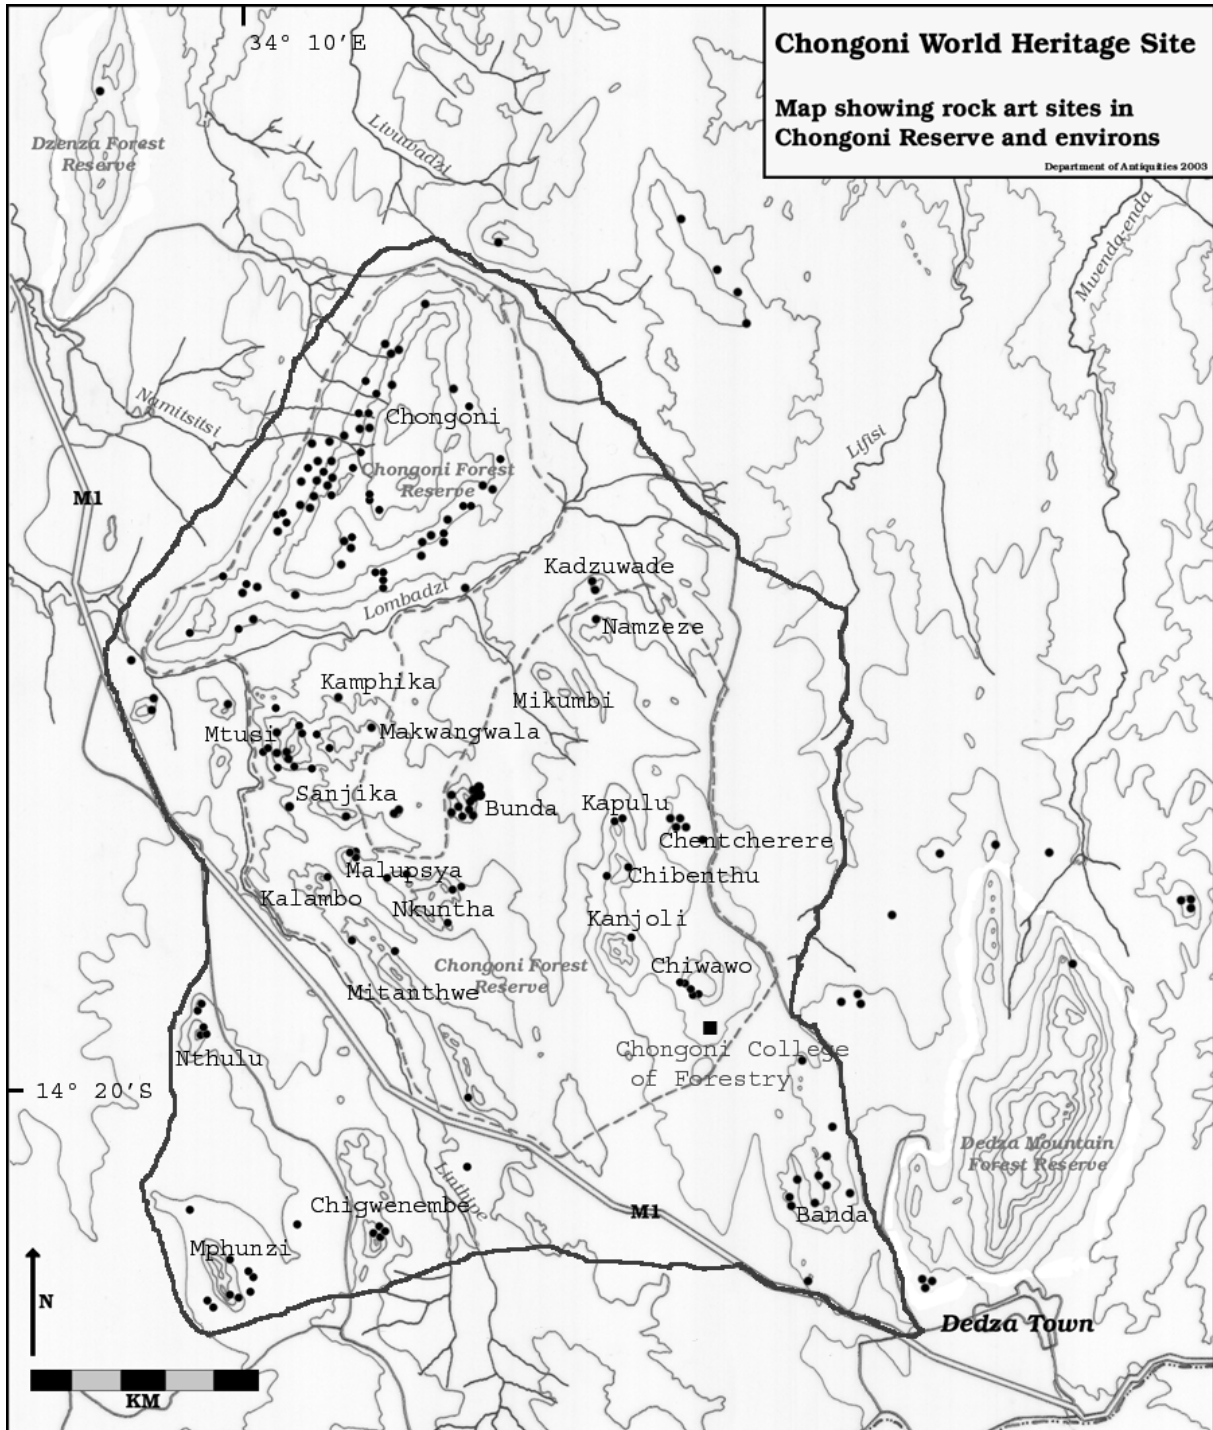 34° 10'E
Chongoni World Heritage Site
Map showing rock art sites in
Chongoni Reserve and environs
Department of Antiquities 2003
Livuwadzi
Dzenza Forest
Reserve
Mwenda-enda
Namitsitsi
Chongoni
Lifisi
Chongoni Forest
Reserve
M1
Kadzuwade
Lombadzi
Namzeze
Kamphika
Mikumbi
Mtusi
Makwangwala
Sanjika
Bunda
Kapulu
Chentcherere
Malupsya
Chibenthu
Kalambo
Nkuntha
Kanjoli
Chongoni Forest
Reserve
Chiwawo
Mitanthwe
Nthulu
Chongoni College
of Forestry
14° 20'S
Dedza Mountain
Forest Reserve
Linthipe
Chigwenembe
M1
Banda
Mphunzi
N
Dedza Town
KM